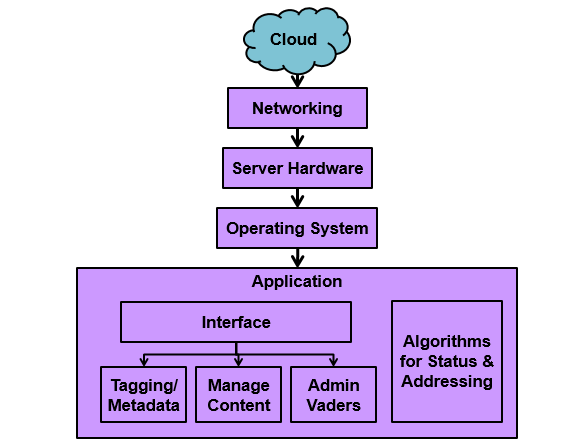 Cloud
Networking
Server Hardware
Operating System
Application
Interface
Tagging/
Metadata
Manage
Content
Admin
Vaders
Algorithms
for Status &
Addressing